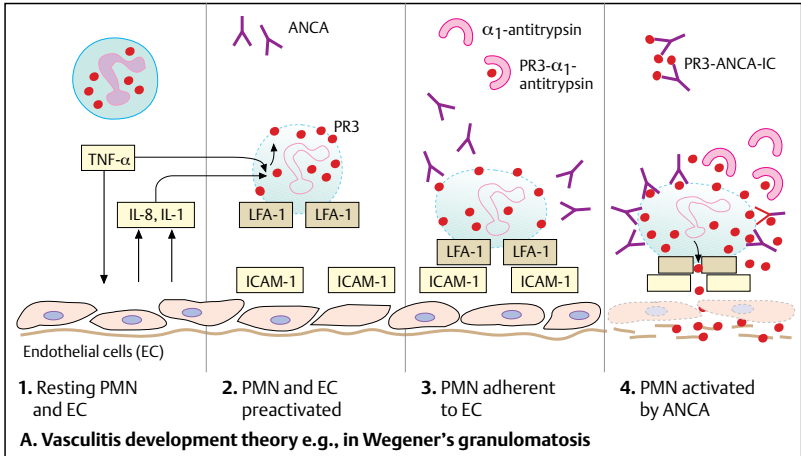 ANCA
α1-antitrypsin
PR3-α1-
antitrypsin
PR3-ANCA-IC
PR3
TNF-α
IL-8, IL-1
LFA-1
LFA-1
LFA-1
LFA-1
ICAM-1
ICAM-1
ICAM-1
ICAM-1
Endothelial cells (EC)
1. Resting PMN
and EC
2. PMN and EC
preactivated
3. PMN adherent
to EC
4. PMN activated
by ANCA
A. Vasculitis development theory e.g., in Wegener's granulomatosis